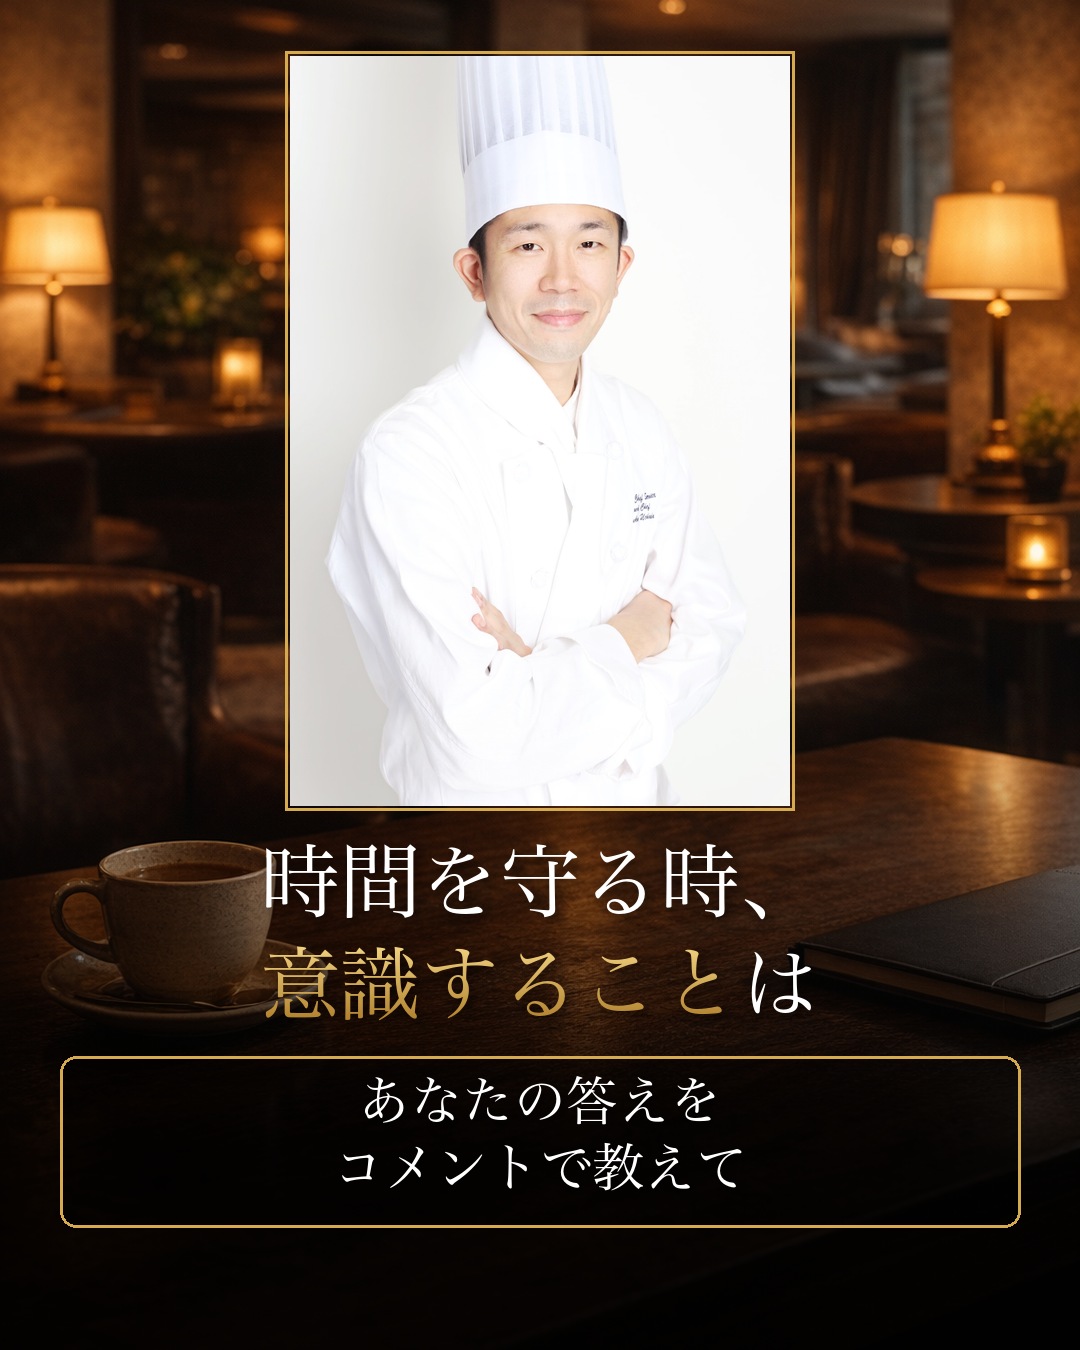 時間を守る時、
意識することは
あなたの答えを
コメントで教えて